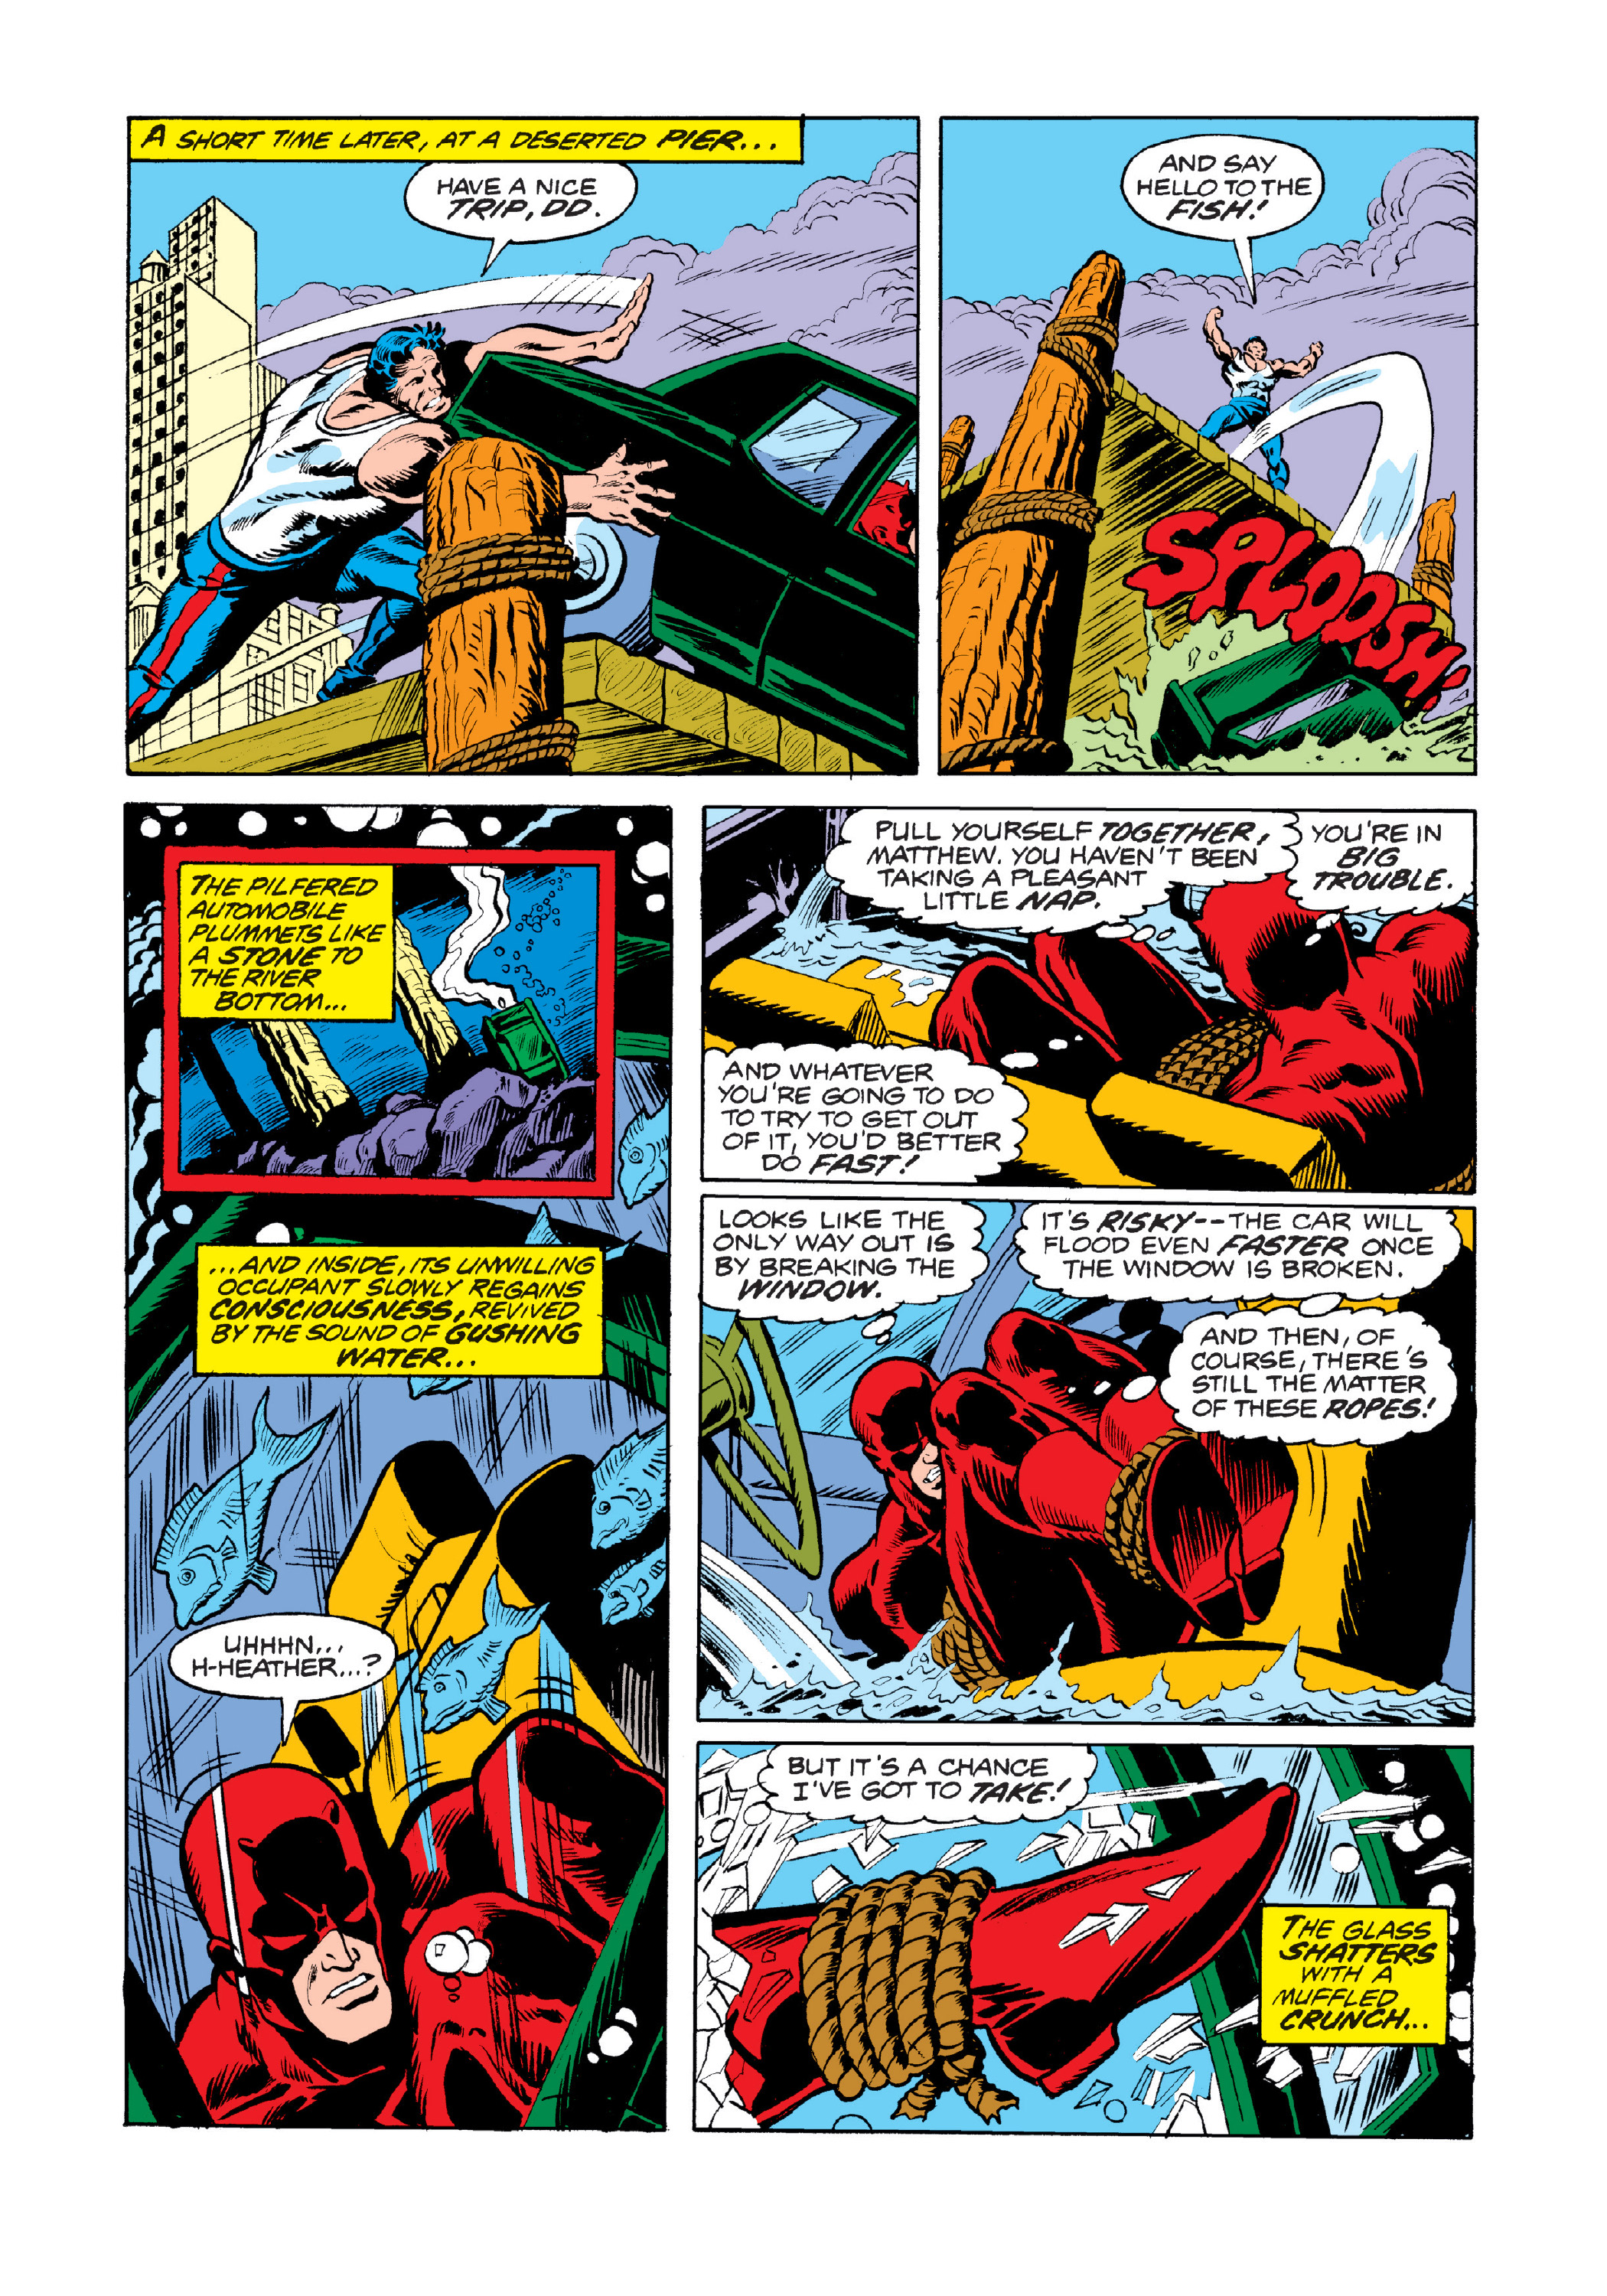 A SHORT TIME LATER, AT A DESERTED PIER...
HAVE A NICE
TRIP, DD.
AND SAY
HELLO TO THE
FISH!
SPLOOSH!
THE PILFERED
AUTOMOBILE
PLUMMETS LIKE
A STONE TO
THE RIVER
BOTTOM...
...AND INSIDE, ITS UNWILLING
OCCUPANT SLOWLY REGAINS
CONSCIOUSNESS, REVIVED
BY THE SOUND OF GUSHING
WATER...
UHHHN...
H-HEATHER...?
PULL YOURSELF TOGETHER,
MATTHEW. YOU HAVEN'T BEEN
TAKING A PLEASANT
LITTLE NAP.
YOU'RE IN
BIG
TROUBLE.
AND WHATEVER
YOU'RE GOING TO DO
TO TRY TO GET OUT
OF IT, YOU'D BETTER
DO FAST!
LOOKS LIKE THE
ONLY WAY OUT IS
BY BREAKING THE
WINDOW.
IT'S RISKY--THE CAR WILL
FLOOD EVEN FASTER ONCE
THE WINDOW IS BROKEN.
AND THEN, OF
COURSE, THERE'S
STILL THE MATTER
OF THESE ROPES!
BUT IT'S A CHANCE
I'VE GOT TO TAKE!
THE GLASS
SHATTERS
WITH A
MUFFLED
CRUNCH...